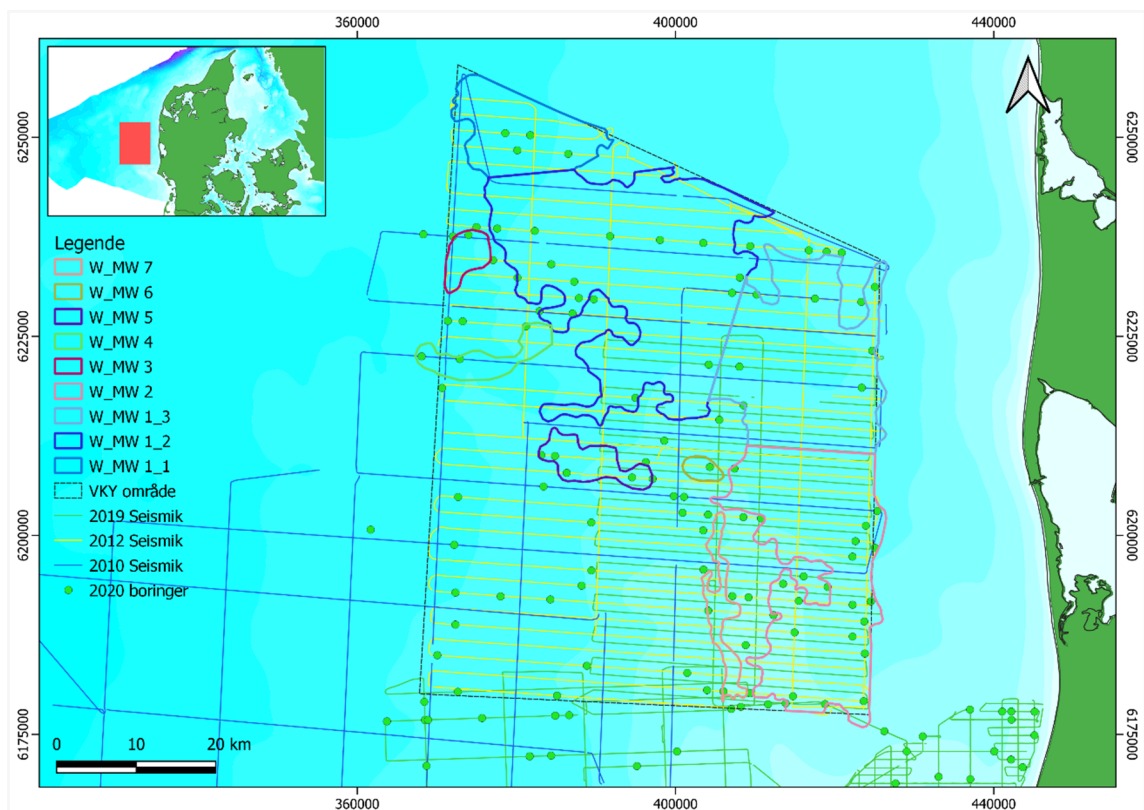 360000 400000 440000
6250000 6250000
Legende
W_MW 7
W_MW 6
W_MW 5
W_MW 4
W_MW 3
W_MW 2
W_MW 1_3
W_MW 1_2
W_MW 1_1
VKY område
2019 Seismik
2012 Seismik
2010 Seismik
2020 boringer
6225000 6225000
6200000 6200000
6175000 6175000
0 10 20 km
360000 400000 440000